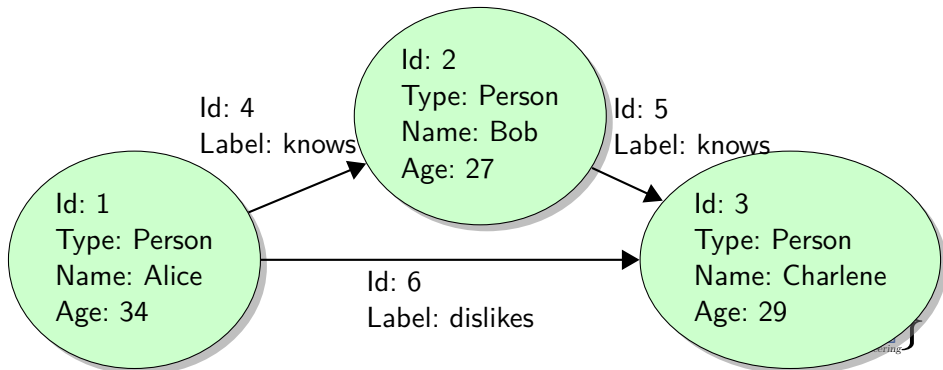 Id: 2
Type: Person
Name: Bob
Age: 27
Id: 4
Label: knows
Id: 5
Label: knows
Id: 1
Type: Person
Name: Alice
Age: 34
Id: 3
Type: Person
Name: Charlene
Age: 29
Id: 6
Label: dislikes
}